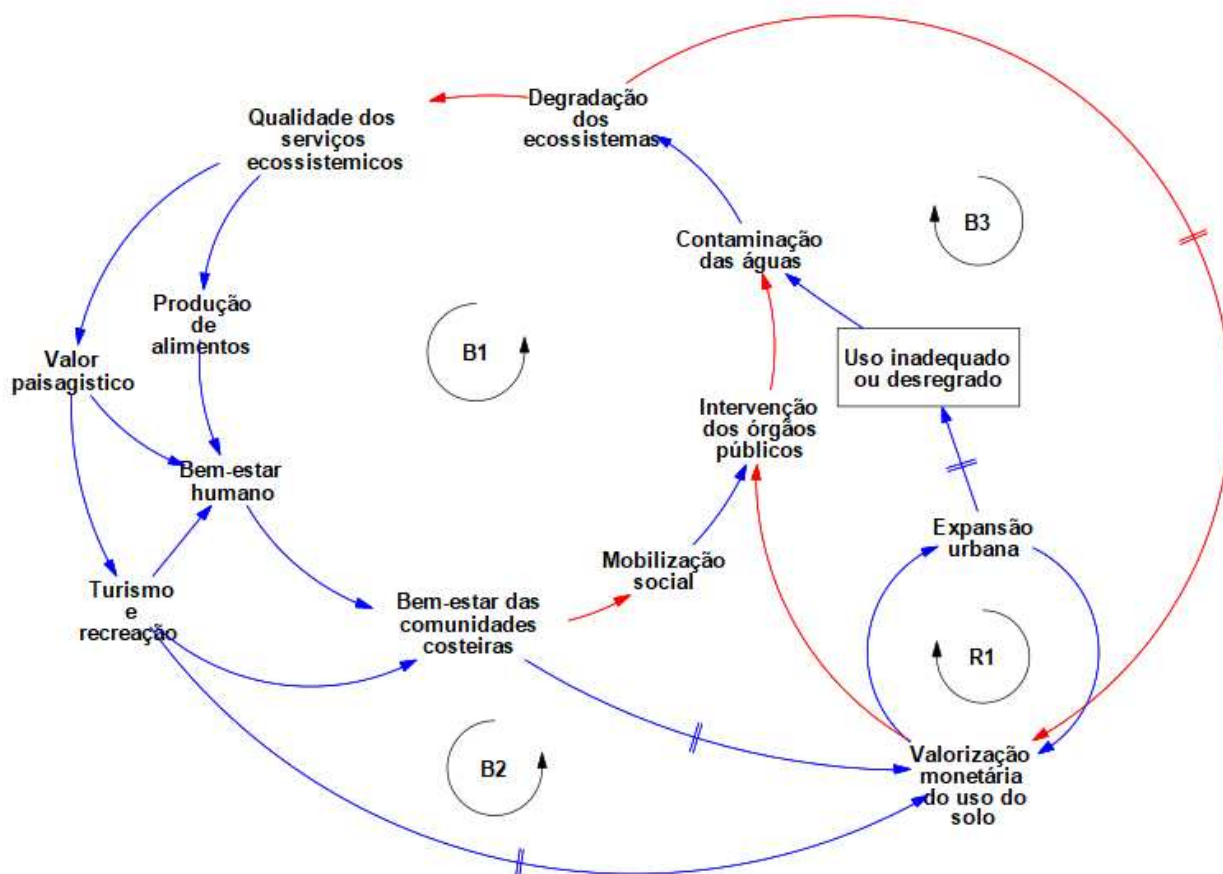 Degradação
dos
ecossistemas
Qualidade dos
serviços
ecossistemicos
B3
Contaminação
das águas
Produção
de
alimentos
B1
Uso inadequado
ou desregrado
Valor
paisagistico
Intervenção
dos órgãos
públicos
Bem-estar
humano
Expansão
urbana
Mobilização
social
Turismo
e
recreação
Bem-estar das
comunidades
costeiras
R1
B2
Valorização
monetária
do uso do
solo